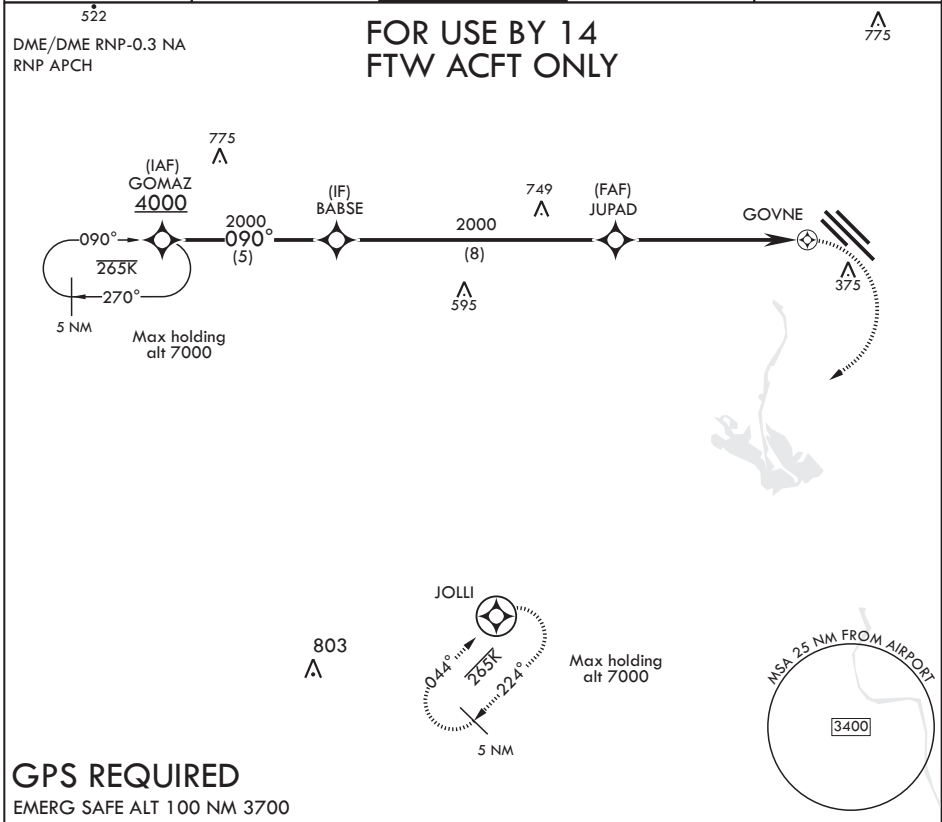 522
DME/DME RNP-0.3 NA
RNP APCH
FOR USE BY 14
FTW ACFT ONLY
775
775
(IAF)
GOMAZ
4000
(IF)
BABSE
749
(FAF)
JUPAD
GOVNE
090°
2000
090°
(5)
2000
(8)
265K
270°
5 NM
595
375
Max holding
alt 7000
JOLLI
803
044°
265K
224°
Max holding
alt 7000
5 NM
MSA 25 NM FROM AIRPORT
3400
GPS REQUIRED
EMERG SAFE ALT 100 NM 3700